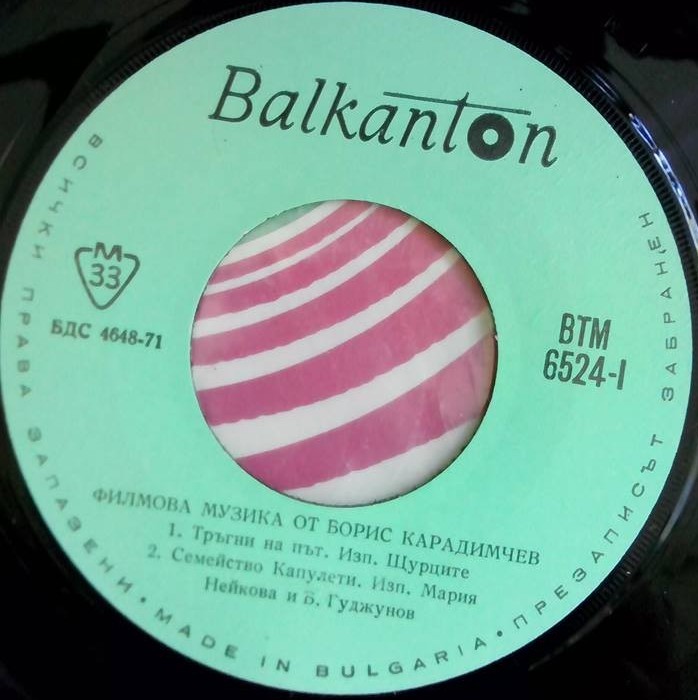 Balkanton
M
33
БДС 4648-71
ВТМ
6524-I
ФИЛМОВА МУЗИКА ОТ БОРИС КАРАДИМЧЕВ
1. Тръгни на път. Изп. Щурците
2. Семейство Капулети. Изп. Мария
Нейкова и Б. Гуджунов
ВСИЧКИ ПРАВА ЗАПАЗЕНИ • MADE IN BULGARIA • ПРЕЗАПИСЪТ ЗАБРАНЕН